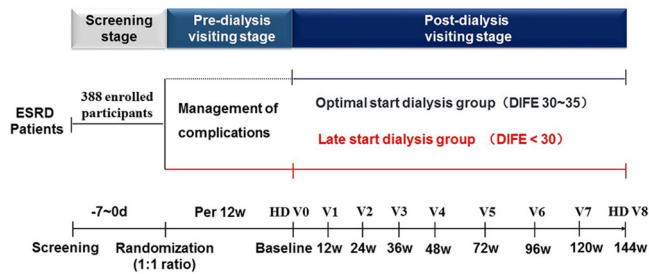 Screening stage
Pre-dialysis visiting stage
Post-dialysis visiting stage
ESRD Patients
388 enrolled participants
Management of complications
Optimal start dialysis group（DIFE 30~35）
Late start dialysis group （DIFE < 30）
-7~0d
Per 12w
HD V0 V1 V2 V3 V4 V5 V6 V7 HD V8
Screening
Randomization (1:1 ratio)
Baseline 12w 24w 36w 48w 72w 96w 120w 144w